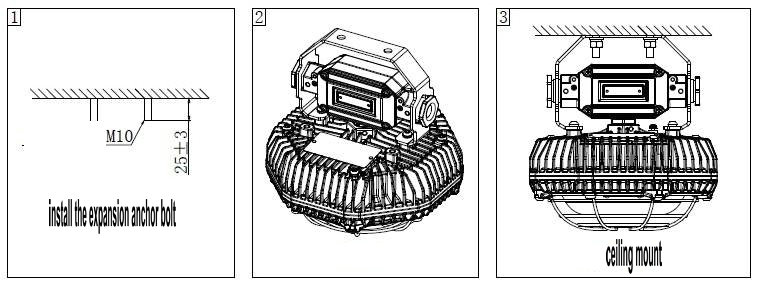 1
M10
25±3
install the expansion anchor bolt
2
3
ceiling mount